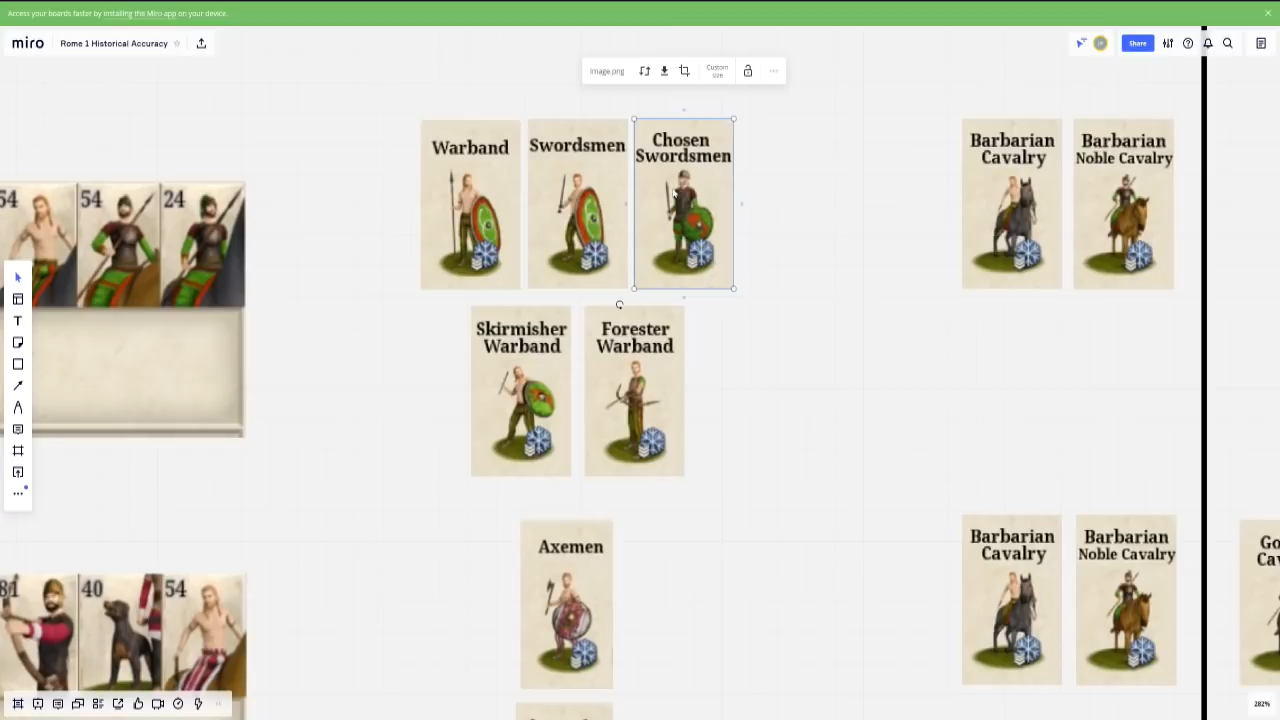 Access your boards faster by installing the Miro app on your device.
miro
Rome 1 Historical Accuracy
Share
image.png
Custom
size
Warband
Swordsmen
Chosen
Swordsmen
Barbarian
Cavalry
Barbarian
Noble Cavalry
54
54
24
Skirmisher
Warband
Forester
Warband
Axemen
Barbarian
Cavalry
Barbarian
Noble Cavalry
81
40
54
282%